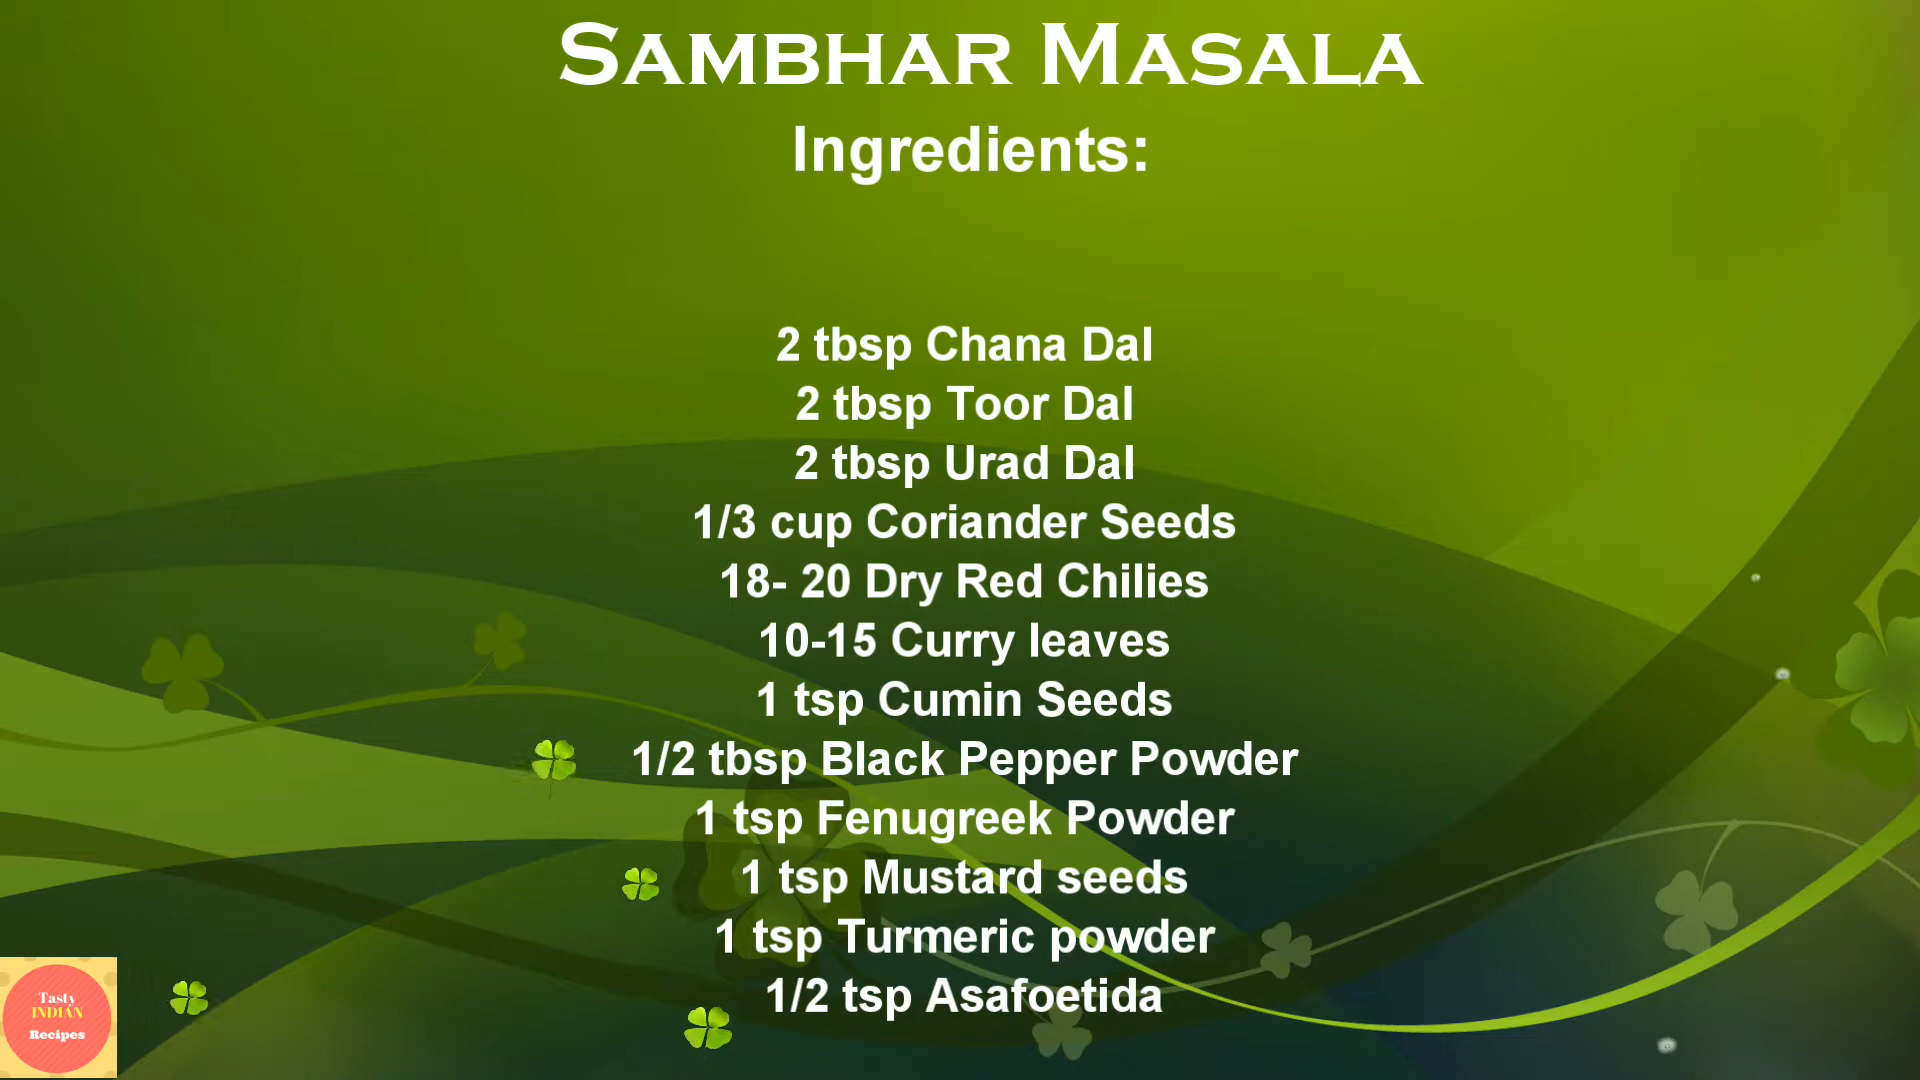 SAMBHAR MASALA
Ingredients:
2 tbsp Chana Dal
2 tbsp Toor Dal
2 tbsp Urad Dal
1/3 cup Coriander Seeds
18- 20 Dry Red Chilies
10-15 Curry leaves
1 tsp Cumin Seeds
1/2 tbsp Black Pepper Powder
1 tsp Fenugreek Powder
1 tsp Mustard seeds
1 tsp Turmeric powder
1/2 tsp Asafoetida
Tasty
INDIAN
Recipes